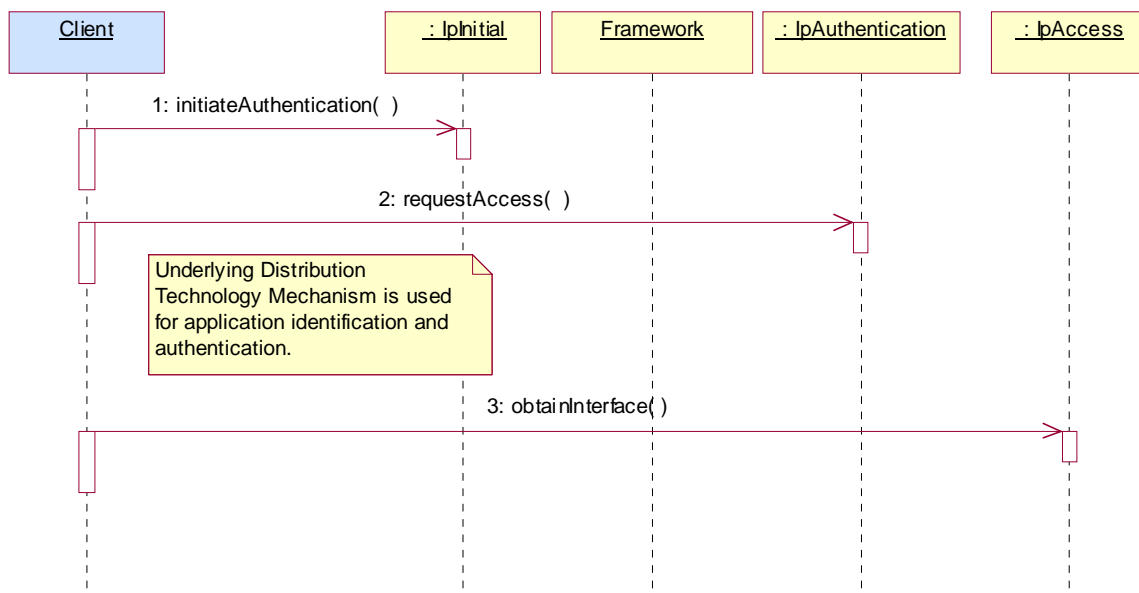 Client
: IpInitial
Framework
: IpAuthentication
: IpAccess
1: initiateAuthentication( )
2: requestAccess( )
Underlying Distribution
Technology Mechanism is used
for application identification and
authentication.
3: obtainInterface( )